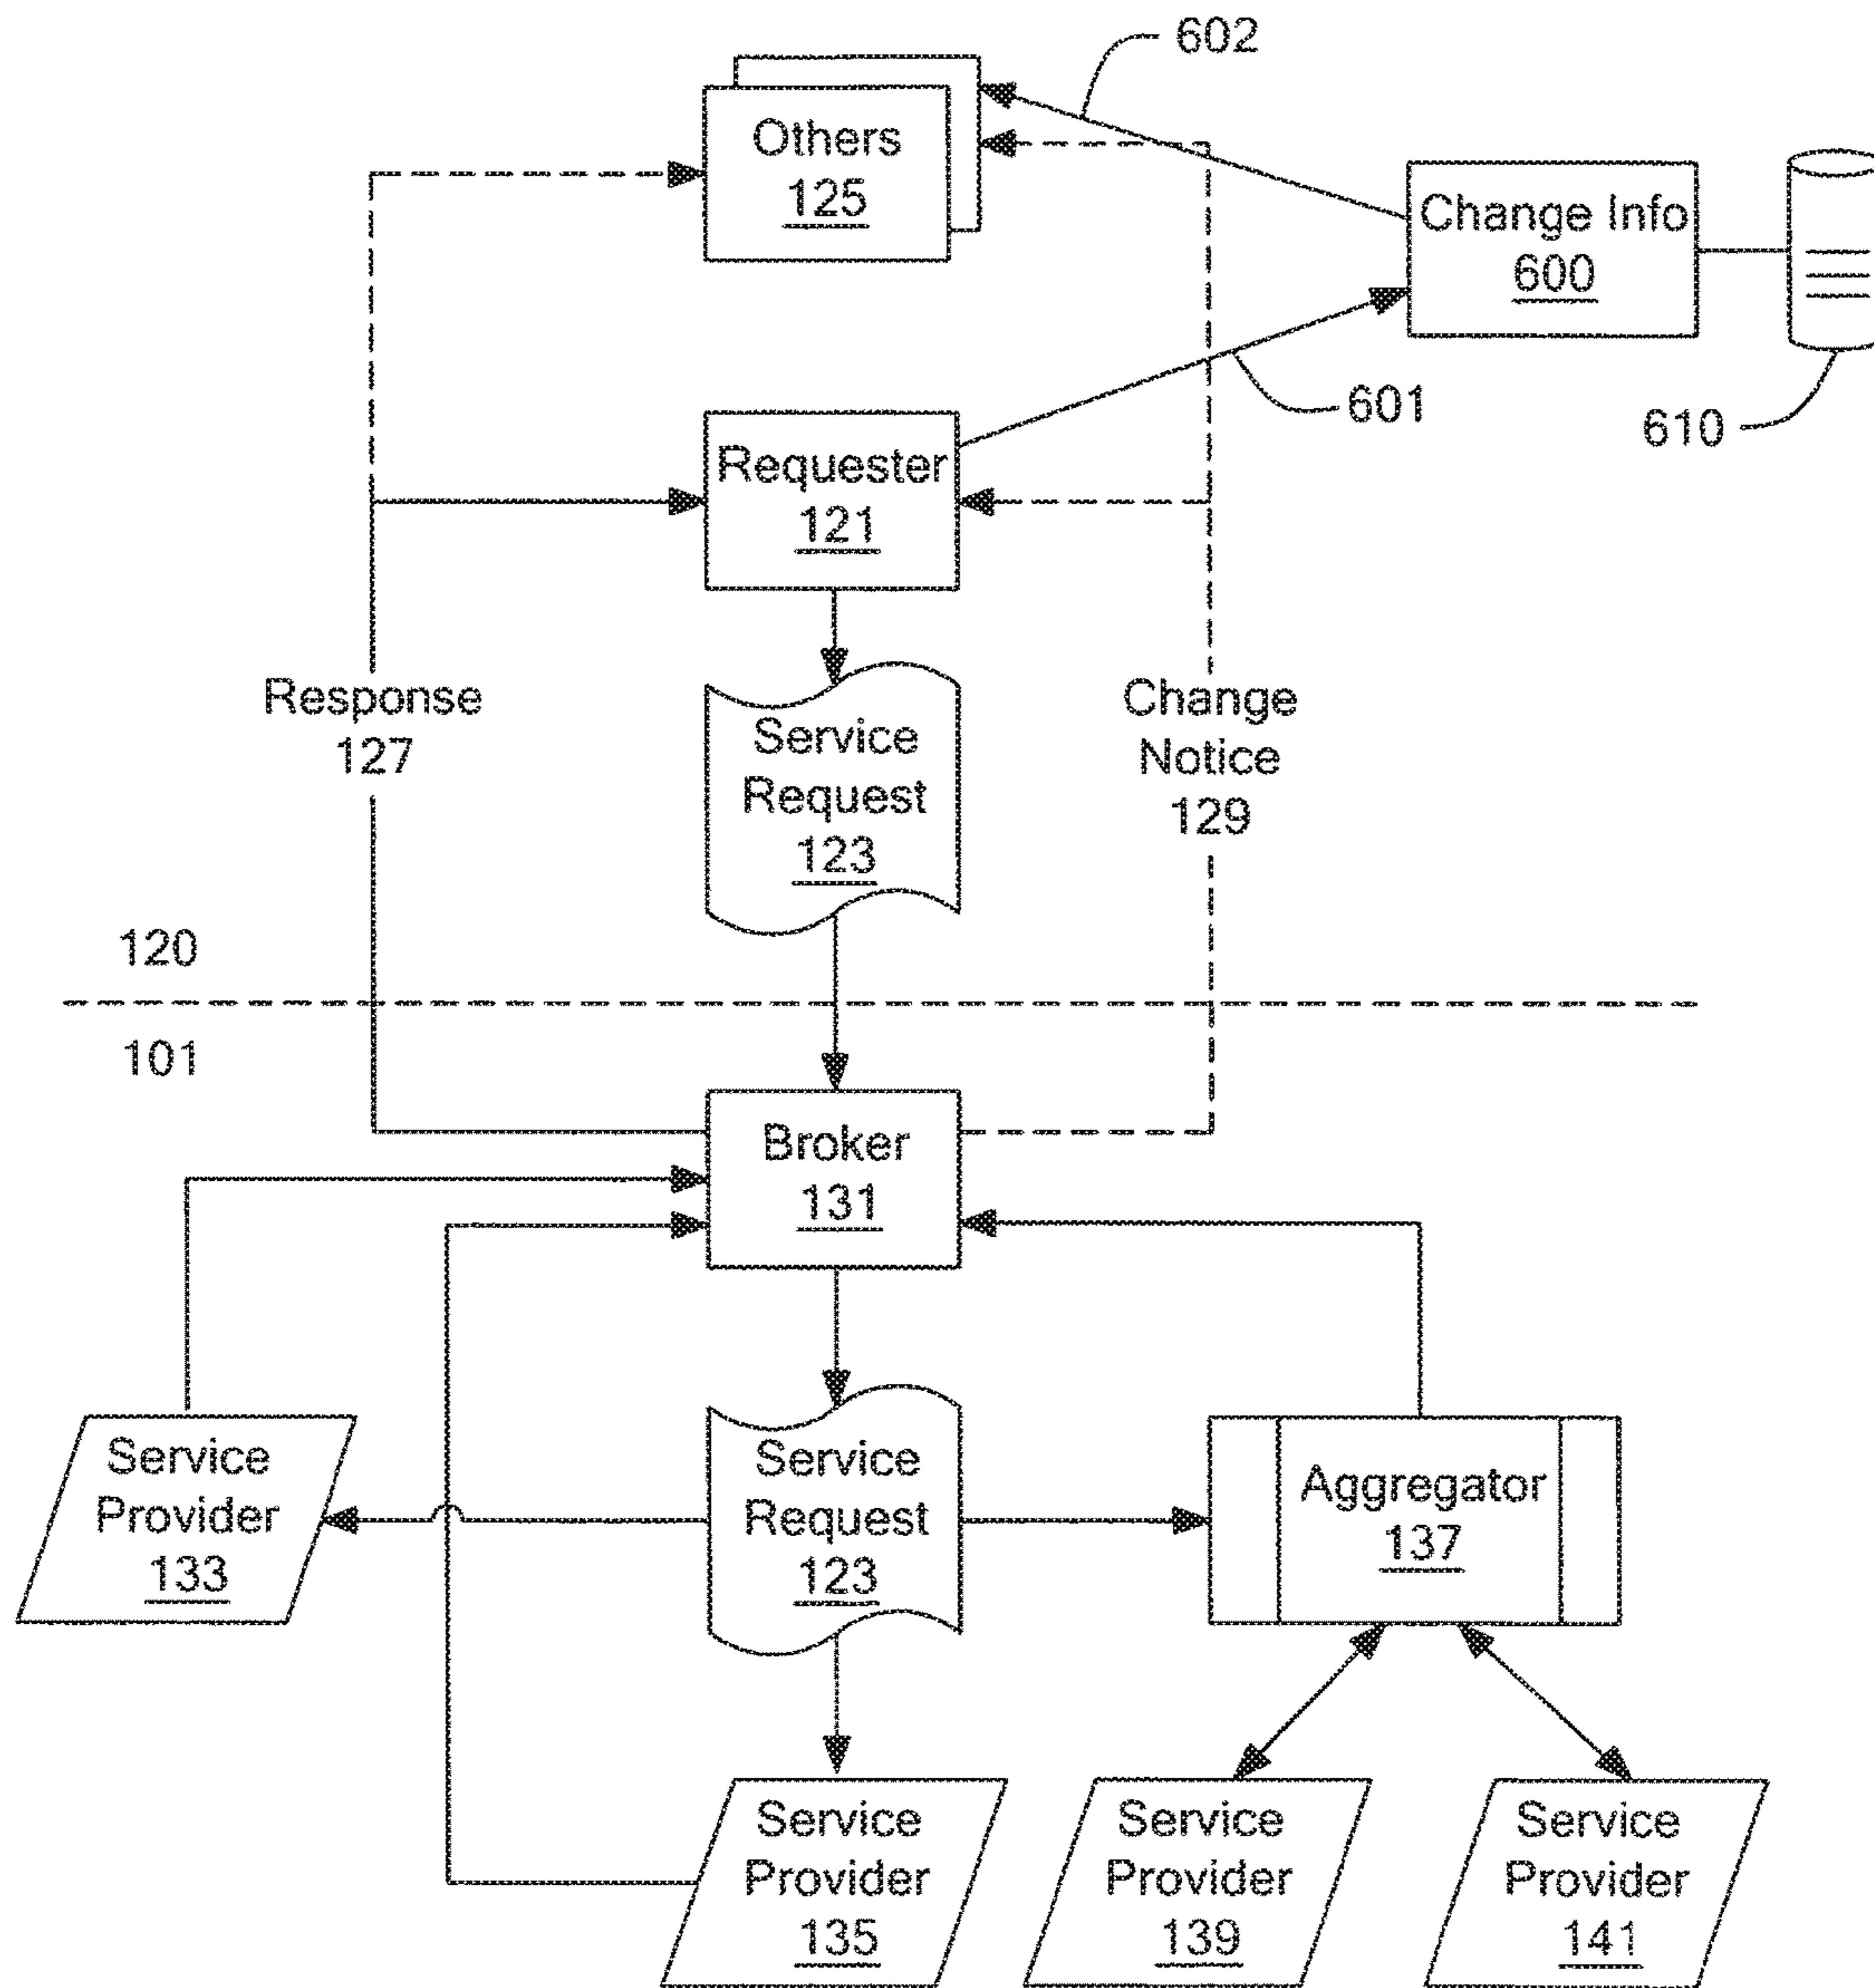 602
Others
125
Change Info
600
601
610
Requester
121
Response
127
Service
Request
123
Change
Notice
129
120
101
Broker
131
Service
Provider
133
Service
Request
123
Aggregator
137
Service
Provider
135
Service
Provider
139
Service
Provider
141